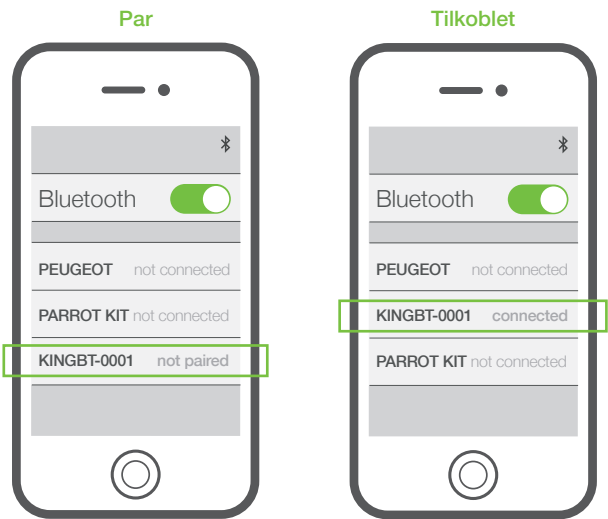 Par
Bluetooth
PEUGEOT not connected
PARROT KIT not connected
KINGBT-0001 not paired
Tilkoblet
Bluetooth
PEUGEOT not connected
KINGBT-0001 connected
PARROT KIT not connected